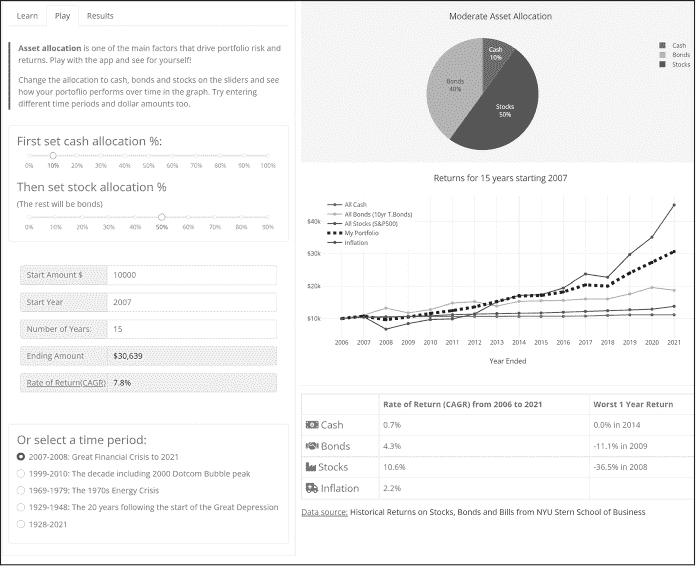 Learn Play Results
Asset allocation is one of the main factors that drive portfolio risk and
returns. Play with the app and see for yourself!
Change the allocation to cash, bonds and stocks on the sliders and see
how your portoflio performs over time in the graph. Try entering
different time periods and dollar amounts too.
First set cash allocation %:
0% 10% 20% 30% 40% 50% 60% 70% 80% 90% 100%
Then set stock allocation %
(The rest will be bonds)
0% 10% 20% 30% 40% 50% 60% 70% 80% 90%
Start Amount $ 10000
Start Year 2007
Number of Years: 15
Ending Amount $30,639
Rate of Return(CAGR) 7.8%
Or select a time period:
2007-2008: Great Financial Crisis to 2021
1999-2010: The decade including 2000 Dotcom Bubble peak
1969-1979: The 1970s Energy Crisis
1929-1948: The 20 years following the start of the Great Depression
1928-2021
Moderate Asset Allocation
Cash
10%
Bonds
40%
Stocks
50%
Cash
Bonds
Stocks
Returns for 15 years starting 2007
All Cash
All Bonds (10yr T.Bonds)
All Stocks (S&P500)
My Portfolio
Inflation
$40k
$30k
$20k
$10k
2006 2007 2008 2009 2010 2011 2012 2013 2014 2015 2016 2017 2018 2019 2020 2021
Year Ended
Rate of Return (CAGR) from 2006 to 2021 Worst 1 Year Return
Cash 0.7% 0.0% in 2014
Bonds 4.3% -11.1% in 2009
Stocks 10.6% -36.5% in 2008
Inflation 2.2%
Data source: Historical Returns on Stocks, Bonds and Bills from NYU Stern School of Business